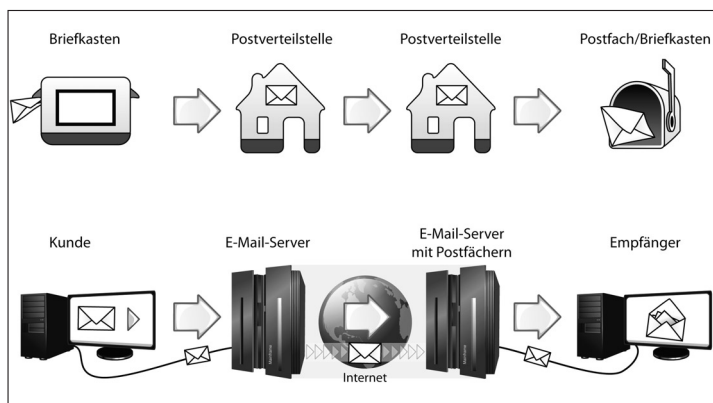 Briefkasten
Postverteilstelle
Postverteilstelle
Postfach/Briefkasten
Kunde
E-Mail-Server
E-Mail-Server
mit Postfächern
Empfänger
Internet